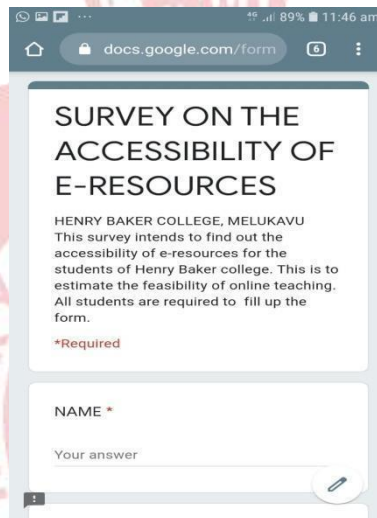 4G 89% 11:46 am
docs.google.com/form 6
SURVEY ON THE
ACCESSIBILITY OF
E-RESOURCES
HENRY BAKER COLLEGE, MELUKAVU
This survey intends to find out the
accessibility of e-resources for the
students of Henry Baker college. This is to
estimate the feasibility of online teaching.
All students are required to fill up the
form.
*Required
NAME *
Your answer